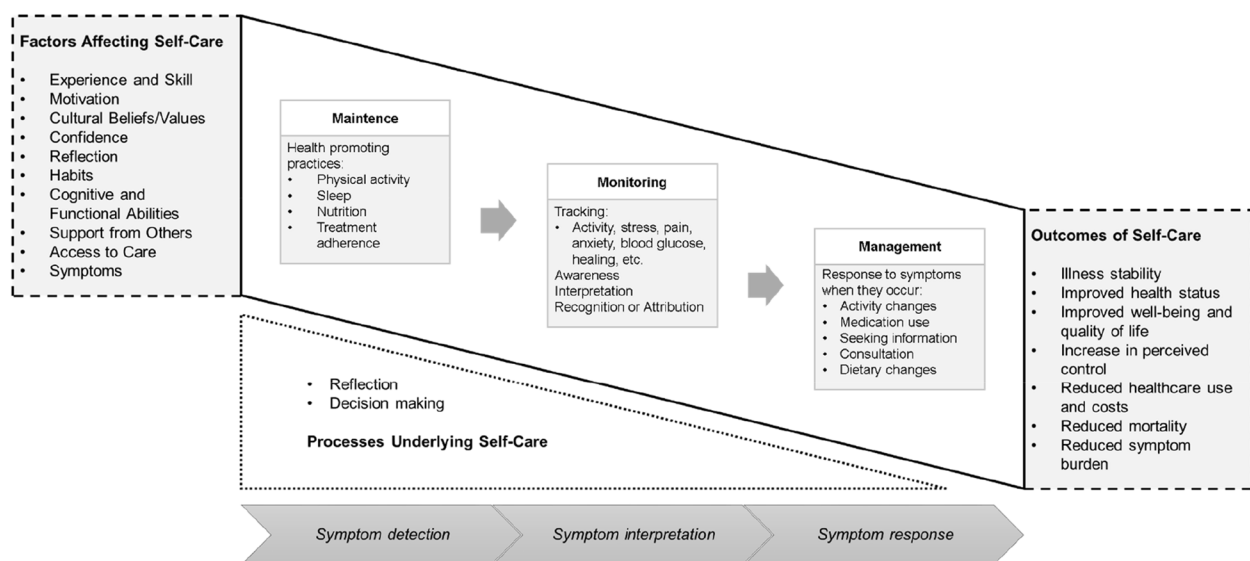 Factors Affecting Self-Care
• Experience and Skill
• Motivation
• Cultural Beliefs/Values
• Confidence
• Reflection
• Habits
• Cognitive and
Functional Abilities
• Support from Others
• Access to Care
• Symptoms
Maintence
Health promoting
practices:
• Physical activity
• Sleep
• Nutrition
• Treatment
adherence
Monitoring
Tracking:
• Activity, stress, pain,
anxiety, blood glucose,
healing, etc.
Awareness
Interpretation
Recognition or Attribution
Management
Response to symptoms
when they occur:
• Activity changes
• Medication use
• Seeking information
• Consultation
• Dietary changes
Outcomes of Self-Care
• Illness stability
• Improved health status
• Improved well-being and
quality of life
• Increase in perceived
control
• Reduced healthcare use
and costs
• Reduced mortality
• Reduced symptom
burden
• Reflection
• Decision making
Processes Underlying Self-Care
Symptom detection
Symptom interpretation
Symptom response